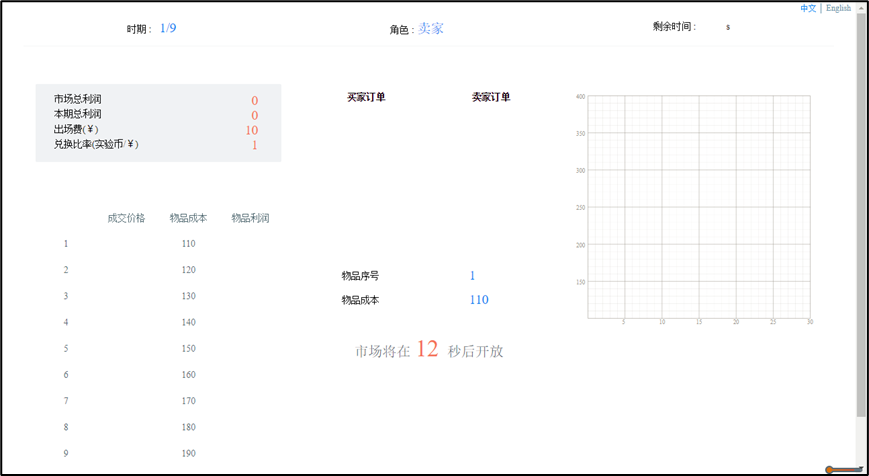 中文 | English
时期： 1/9
角色 : 卖家
剩余时间： s
市场总利润 0
本期总利润 0
出场费(¥) 10
兑换比率(实验币/¥) 1
买家订单 卖家订单
成交价格 物品成本 物品利润
1 110
2 120
3 130
4 140
5 150
6 160
7 170
8 180
9 190
物品序号 1
物品成本 110
市场将在 12 秒后开放
400
350
300
250
200
150
5 10 15 20 25 30